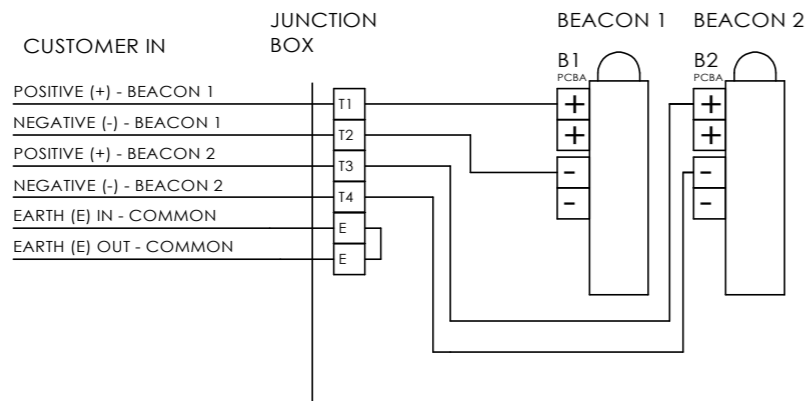 JUNCTION
BOX
BEACON 1
BEACON 2
CUSTOMER IN
B1
PCBA
B2
PCBA
POSITIVE (+) - BEACON 1
NEGATIVE (-) - BEACON 1
POSITIVE (+) - BEACON 2
NEGATIVE (-) - BEACON 2
EARTH (E) IN - COMMON
EARTH (E) OUT - COMMON
T1
T2
T3
T4
E
E
+
+
-
-
+
+
-
-